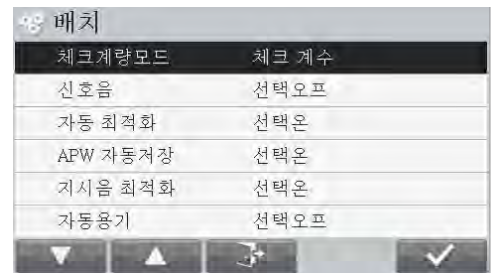 배치
체크계량모드 체크 계수
신호음 선택오프
자동 최적화 선택온
APW 자동저장 선택온
지시음 최적화 선택온
자동용기 선택오프